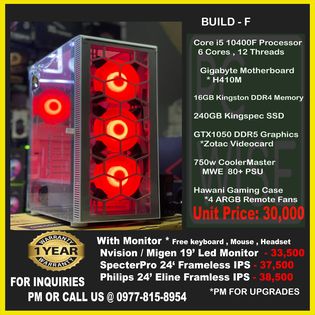 BUILD - F
Core i5 10400F Processor
6 Cores , 12 Threads
Gigabyte Motherboard
* H410M
16GB Kingston DDR4 Memory
240GB Kingspec SSD
GTX1050 DDR5 Graphics
*Zotac Videocard
750w CoolerMaster
MWE 80+ PSU
Hawani Gaming Case
*4 ARGB Remote Fans
Unit Price: 30,000
WARRANTY
1 YEAR
WARRANTY
With Monitor * Free keyboard , Mouse , Headset
Nvision / Migen 19' Led Monitor - 33,500
SpecterPro 24' Frameless IPS - 37,500
Philips 24' Eline Framless IPS - 38,500
FOR INQUIRIES
PM OR CALL US @ 0977-815-8954
*PM FOR UPGRADES